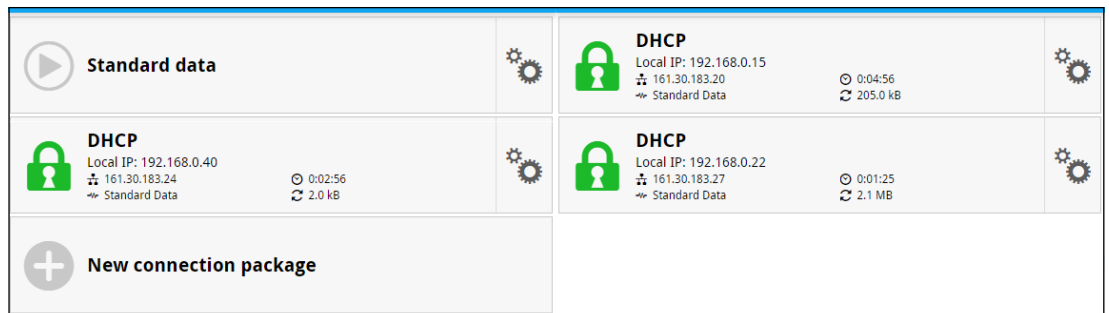 Standard data
DHCP
Local IP: 192.168.0.15
161.30.183.20 0:04:56
Standard Data 205.0 kB
DHCP
Local IP: 192.168.0.40
161.30.183.24 0:02:56
Standard Data 2.0 kB
DHCP
Local IP: 192.168.0.22
161.30.183.27 0:01:25
Standard Data 2.1 MB
New connection package